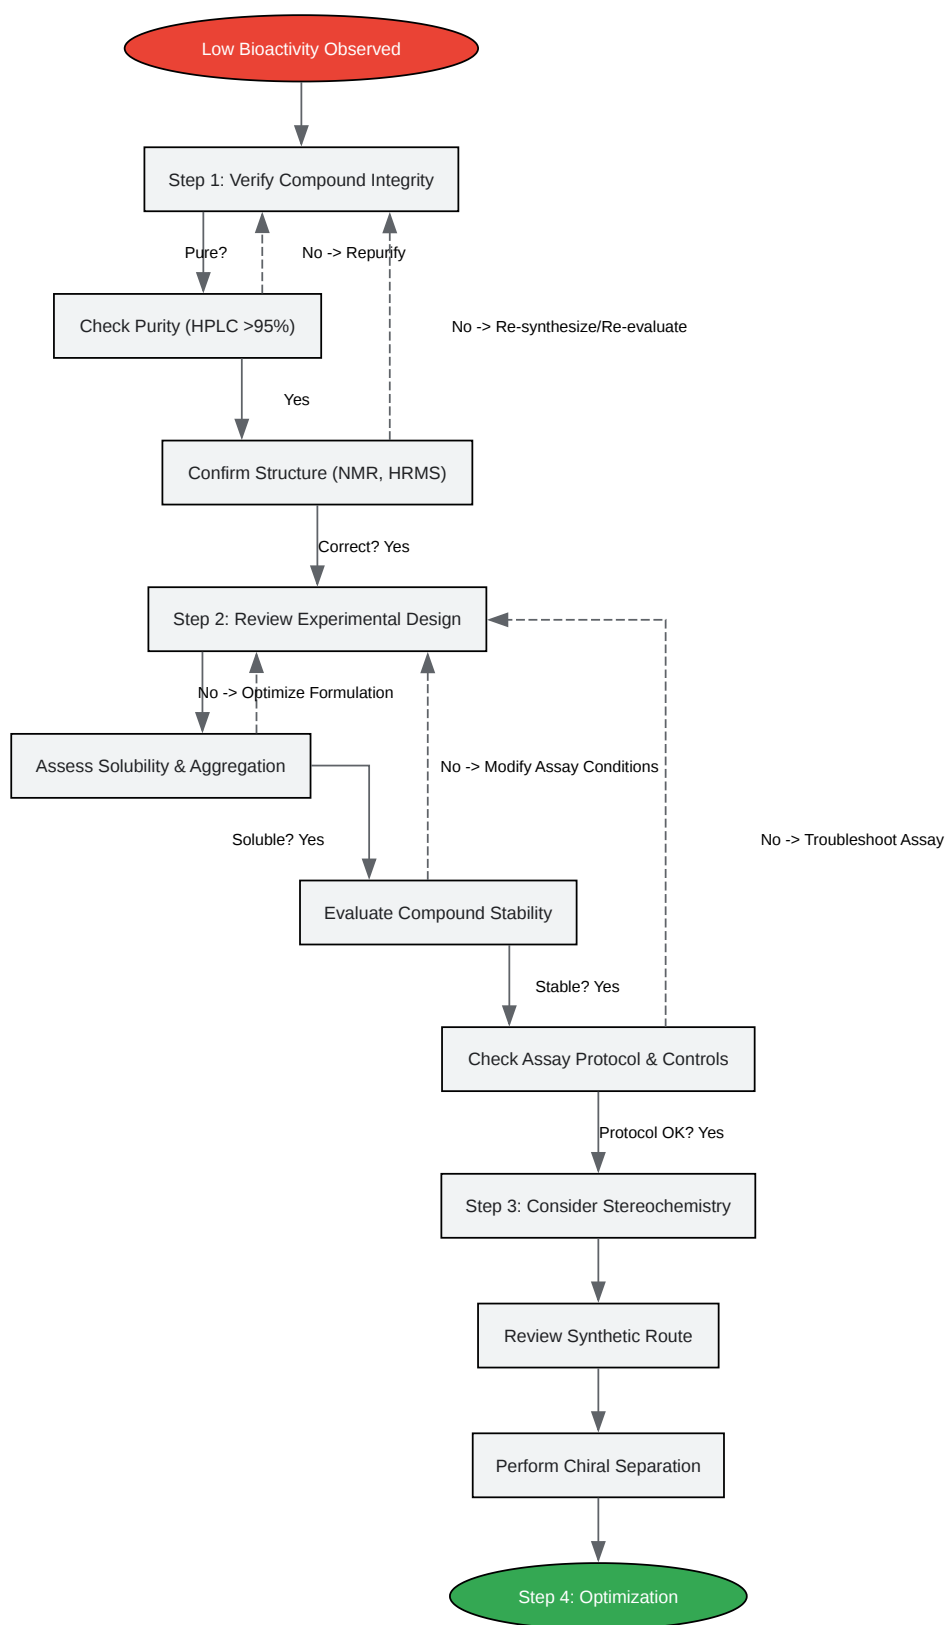 Low Bioactivity Observed
Step 1: Verify Compound Integrity
Pure?
No -> Repurify
Check Purity (HPLC >95%)
No -> Re-synthesize/Re-evaluate
Yes
Confirm Structure (NMR, HRMS)
Correct? Yes
Step 2: Review Experimental Design
No -> Optimize Formulation
Assess Solubility & Aggregation
No -> Modify Assay Conditions
Soluble? Yes
No -> Troubleshoot Assay
Evaluate Compound Stability
Stable? Yes
Check Assay Protocol & Controls
Protocol OK? Yes
Step 3: Consider Stereochemistry
Review Synthetic Route
Perform Chiral Separation
Step 4: Optimization